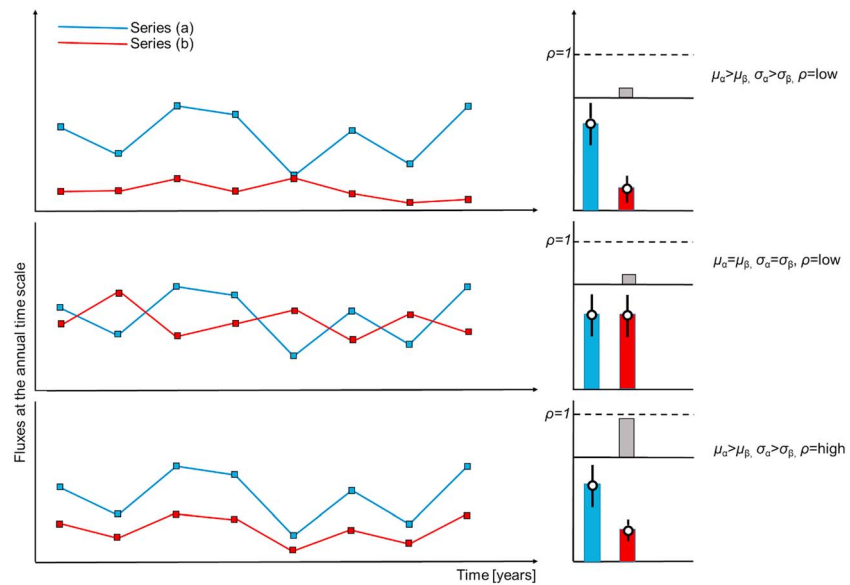 Series (a)
Series (b)
ρ=1
μα>μβ, σα>σβ, ρ=low
ρ=1
μα=μβ, σα=σβ, ρ=low
Fluxes at the annual time scale
ρ=1
μα>μβ, σα>σβ, ρ=high
Time [years]